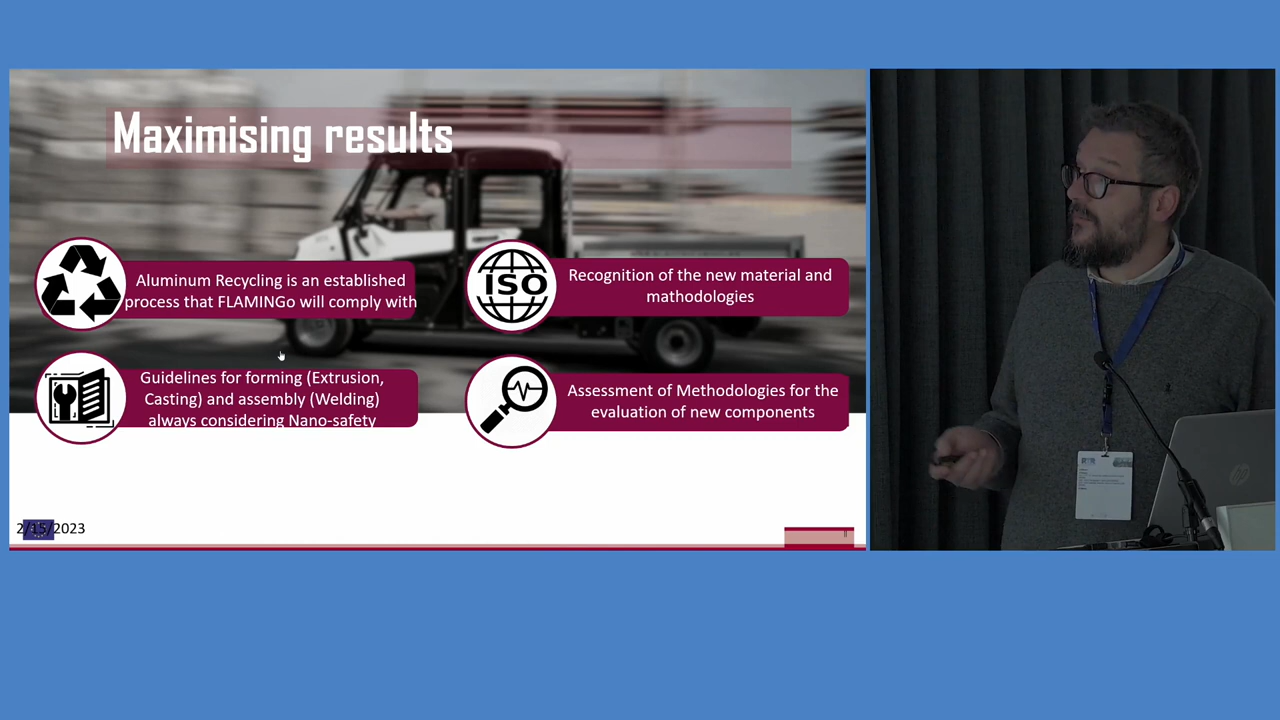 Maximising results
Aluminum Recycling is an established
process that FLAMINGo will comply with
ISO
Recognition of the new material and
mathodologies
Guidelines for forming (Extrusion,
Casting) and assembly (Welding)
always considering Nano-safety
Assessment of Methodologies for the
evaluation of new components
2/15/2023
hp